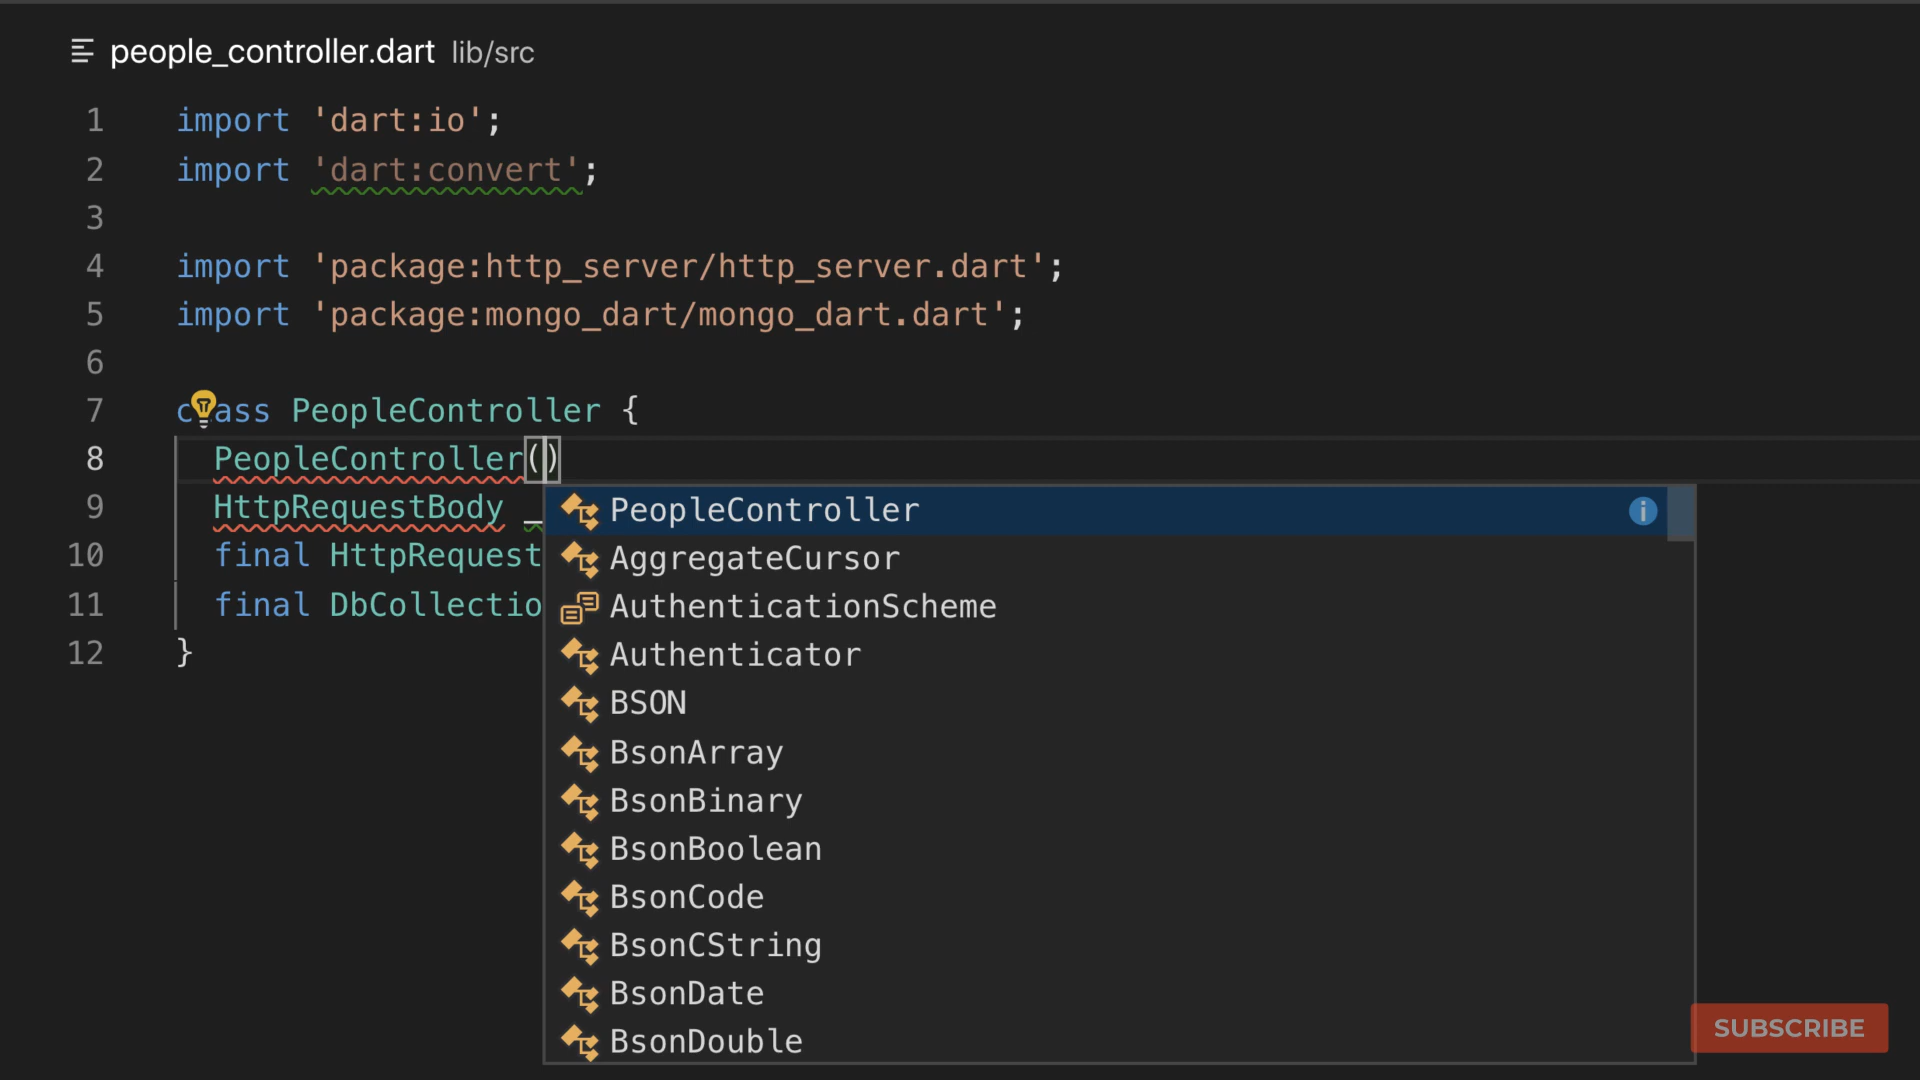 people_controller.dart lib/src
1 import 'dart:io';
2 import 'dart:convert';
3
4 import 'package:http_server/http_server.dart';
5 import 'package:mongo_dart/mongo_dart.dart';
6
7 class PeopleController {
8 PeopleController()
9 HttpRequestBody _
10 final HttpRequest
11 final DbCollectio
12 }
PeopleController
AggregateCursor
AuthenticationScheme
Authenticator
BSON
BsonArray
BsonBinary
BsonBoolean
BsonCode
BsonCString
BsonDate
BsonDouble
SUBSCRIBE